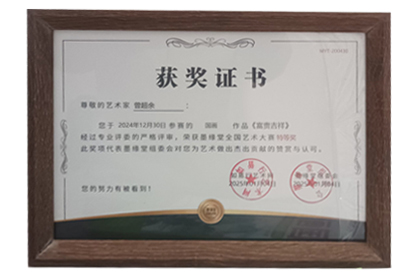 获奖证书
尊敬的艺术家
您于 2024年12月30日参赛的 国画 作品《富贵吉祥》
经过专业评委的严格评审，荣获墨缘堂全国艺术大赛特等奖
此奖项代表墨缘堂组委会对您为艺术做出杰出贡献的赞赏与认可。
您的努力有被看到！